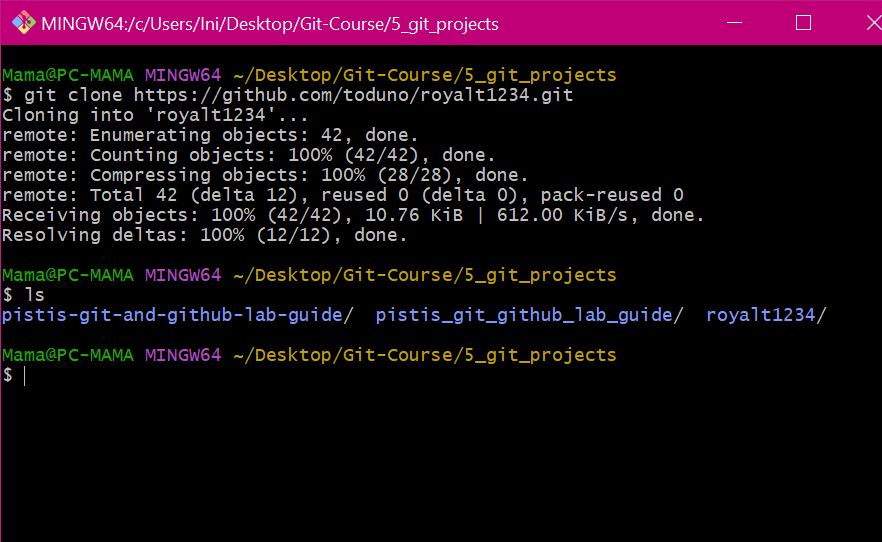 MINGW64:/c/Users/Ini/Desktop/Git-Course/5_git_projects
Mama@PC-MAMA MINGW64 ~/Desktop/Git-Course/5_git_projects
$ git clone https://github.com/toduno/royalt1234.git
Cloning into 'royalt1234'...
remote: Enumerating objects: 42, done.
remote: Counting objects: 100% (42/42), done.
remote: Compressing objects: 100% (28/28), done.
remote: Total 42 (delta 12), reused 0 (delta 0), pack-reused 0
Receiving objects: 100% (42/42), 10.76 KiB | 612.00 KiB/s, done.
Resolving deltas: 100% (12/12), done.
Mama@PC-MAMA MINGW64 ~/Desktop/Git-Course/5_git_projects
$ ls
pistis-git-and-github-lab-guide/  pistis_git_github_lab_guide/  royalt1234/
Mama@PC-MAMA MINGW64 ~/Desktop/Git-Course/5_git_projects
$